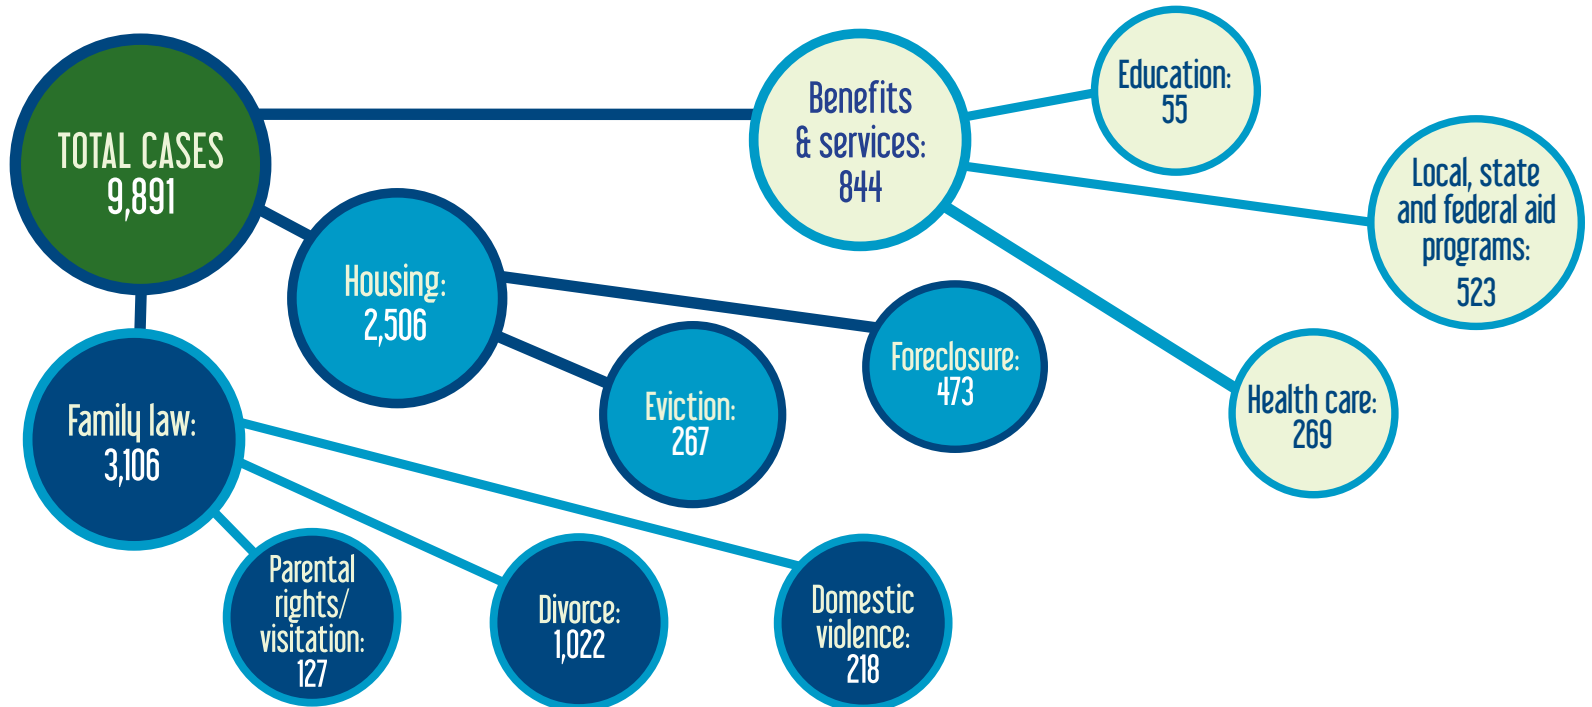 TOTAL CASES
9,891
Benefits
& services:
844
Education:
55
Local, state
and federal aid
programs:
523
Housing:
2,506
Foreclosure:
473
Eviction:
267
Health care:
269
Family law:
3,106
Parental
rights/
visitation:
127
Divorce:
1,022
Domestic
violence:
218